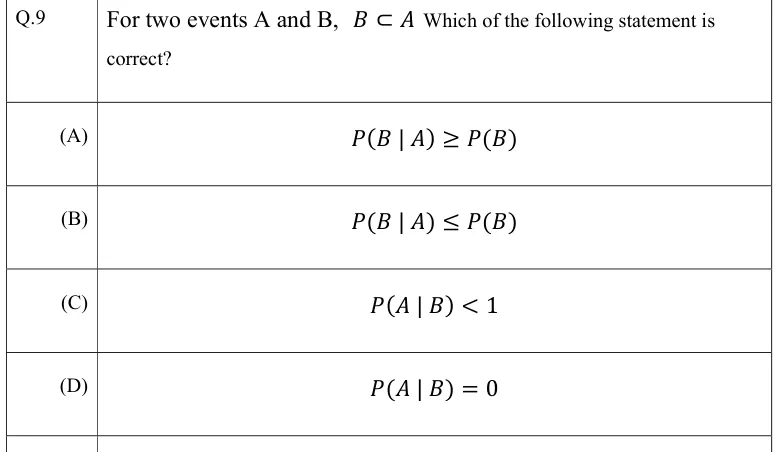 Q.9 For two events A and B, B ⊂ A Which of the following statement is
correct?
(A) P(B | A) ≥ P(B)
(B) P(B | A) ≤ P(B)
(C) P(A | B) < 1
(D) P(A | B) = 0